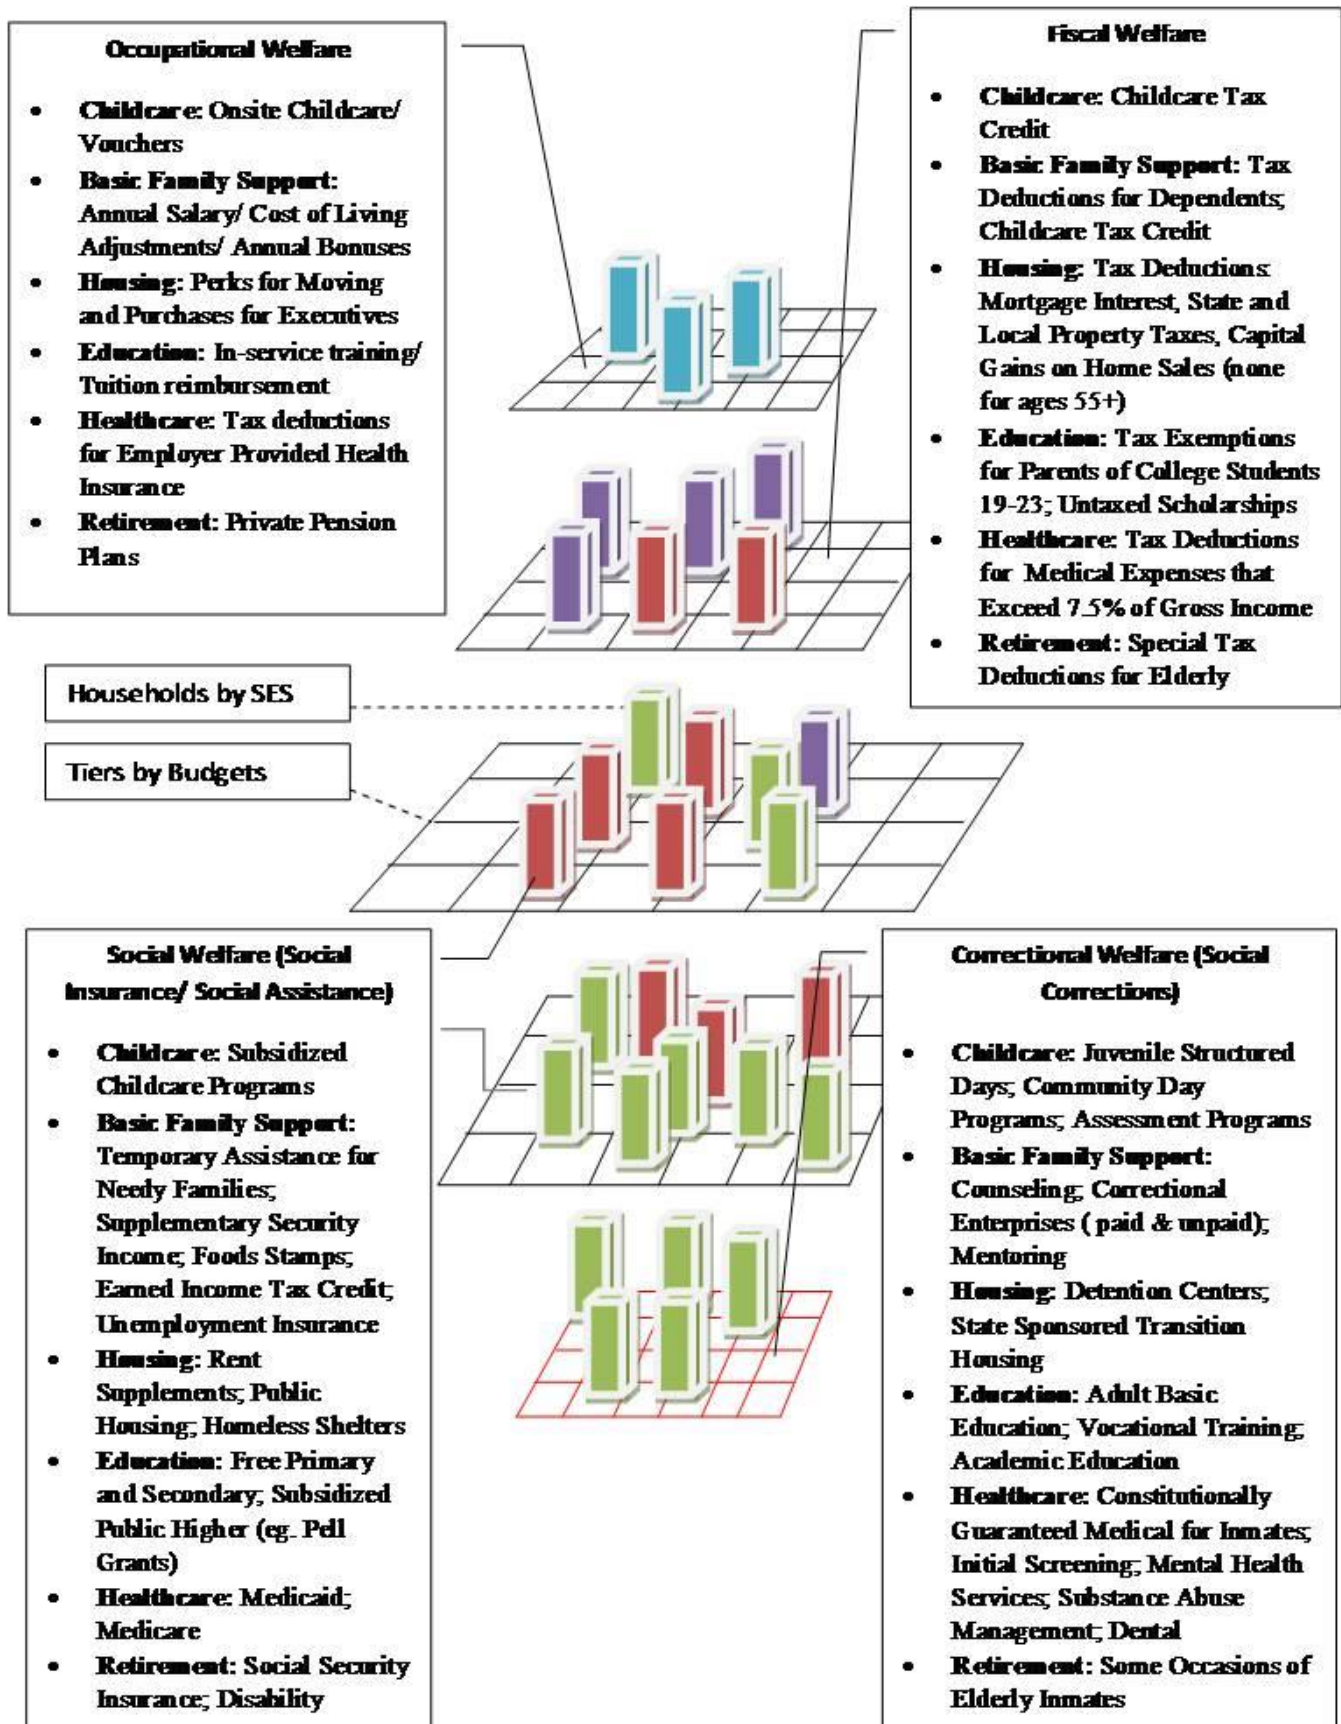 Occupational Welfare
• Childcare: Onsite Childcare/
Vouchers
• Basic Family Support:
Annual Salary/ Cost of Living
Adjustments/ Annual Bonuses
• Housing: Perks for Moving
and Purchases for Executives
• Education: In-service training/
Tuition reimbursement
• Healthcare: Tax deductions
for Employer Provided Health
Insurance
• Retirement: Private Pension
Plans
Fiscal Welfare
• Childcare: Childcare Tax
Credit
• Basic Family Support: Tax
Deductions for Dependents;
Childcare Tax Credit
• Housing: Tax Deductions:
Mortgage Interest, State and
Local Property Taxes, Capital
Gains on Home Sales (none
for ages 55+)
• Education: Tax Exemptions
for Parents of College Students
19-23; Untaxed Scholarships
• Healthcare: Tax Deductions
for Medical Expenses that
Exceed 7.5% of Gross Income
• Retirement: Special Tax
Deductions for Elderly
Households by SES
Tiers by Budgets
Social Welfare (Social
Insurance/ Social Assistance)
• Childcare: Subsidized
Childcare Programs
• Basic Family Support:
Temporary Assistance for
Needy Families;
Supplementary Security
Income; Foods Stamps;
Earned Income Tax Credit;
Unemployment Insurance
• Housing: Rent
Supplements; Public
Housing; Homeless Shelters
• Education: Free Primary
and Secondary; Subsidized
Public Higher (eg. Pell
Grants)
• Healthcare: Medicaid;
Medicare
• Retirement: Social Security
Insurance; Disability
Correctional Welfare (Social
Corrections)
• Childcare: Juvenile Structured
Days; Community Day
Programs; Assessment Programs
• Basic Family Support:
Counseling; Correctional
Enterprises ( paid & unpaid);
Mentoring
• Housing: Detention Centers;
State Sponsored Transition
Housing
• Education: Adult Basic
Education; Vocational Training;
Academic Education
• Healthcare: Constitutionally
Guaranteed Medical for Inmates;
Initial Screening; Mental Health
Services; Substance Abuse
Management; Dental
• Retirement: Some Occasions of
Elderly Inmates